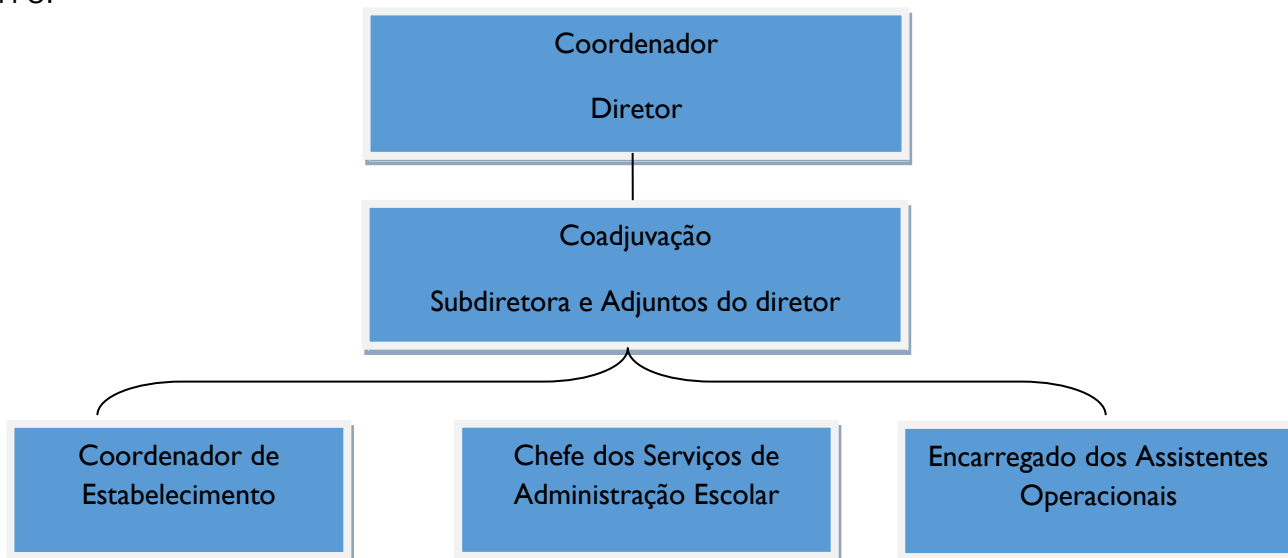 Coordenador
Diretor
Coadjuvação
Subdiretora e Adjuntos do diretor
Coordenador de
Estabelecimento
Chefe dos Serviços de
Administração Escolar
Encarregado dos Assistentes
Operacionais